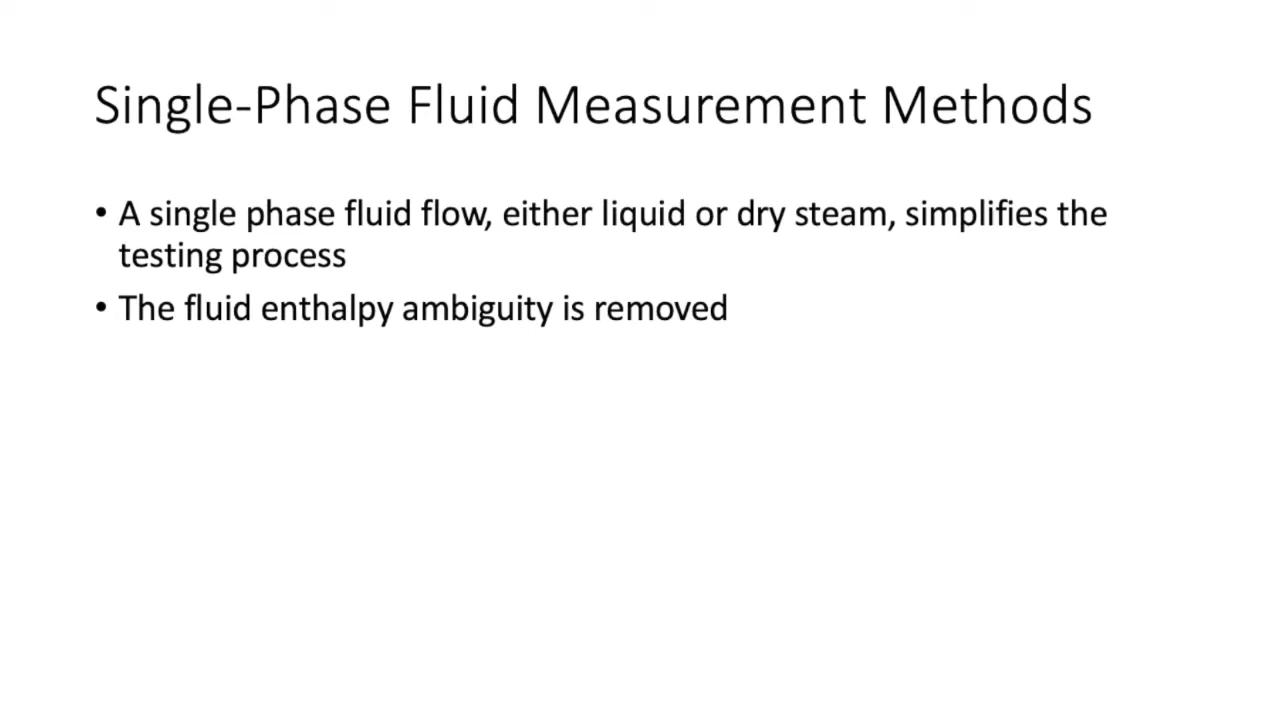 Single-Phase Fluid Measurement Methods
• A single phase fluid flow, either liquid or dry steam, simplifies the
testing process
• The fluid enthalpy ambiguity is removed